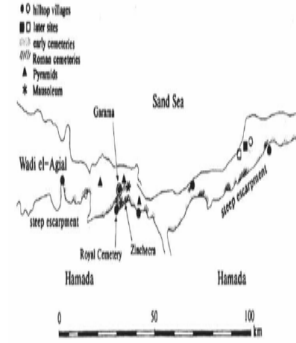 hilltop villages
later sites
early cemeteries
Roman cemeteries
Pyramids
Mausoleum
Garama
Sand Sea
Wadi el-Agial
steep escarpment
steep escarpment
Royal Cemetery
Zinchecra
Hamada
Hamada
0 50 100
km